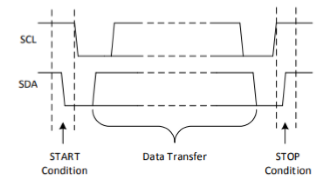 SCL
SDA
START
Condition
Data Transfer
STOP
Condition